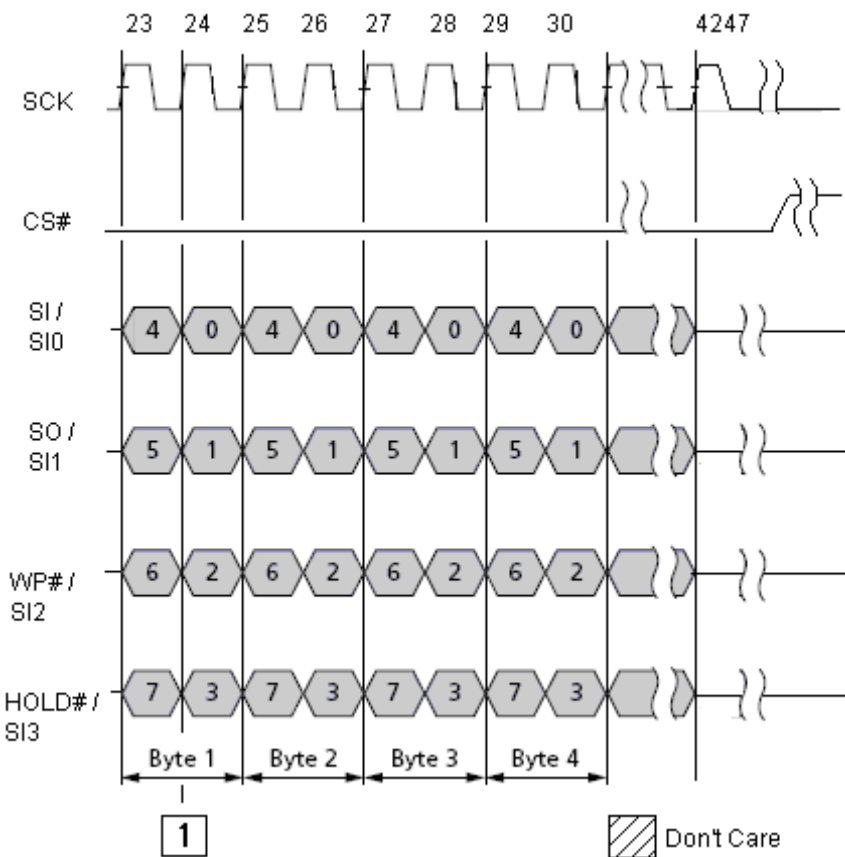 23 24 25 26 27 28 29 30 4247
SCK
CS#
SI /
SI0
4 0 4 0 4 0 4 0
SO /
SI1
5 1 5 1 5 1 5 1
WP# /
SI2
6 2 6 2 6 2 6 2
HOLD# /
SI3
7 3 7 3 7 3 7 3
Byte 1 Byte 2 Byte 3 Byte 4
1
Don't Care